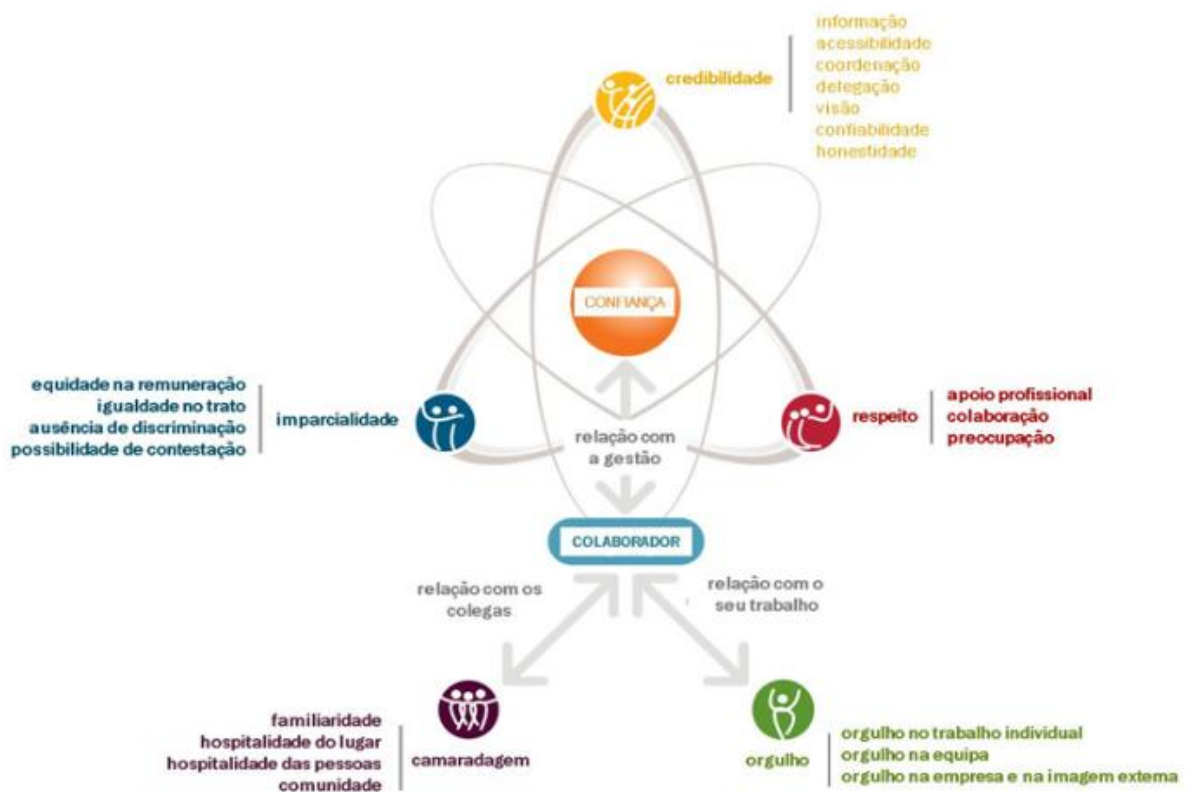 credibilidade
informação
acessibilidade
coordenação
delegação
visão
confiabilidade
honestidade
CONFIANÇA
equidade na remuneração
igualdade no trato
ausência de discriminação
possibilidade de contestação
imparcialidade
respeito
apoio profissional
colaboração
preocupação
relação com
a gestão
COLABORADOR
relação com os
colegas
relação com o
seu trabalho
familiaridade
hospitalidade do lugar
hospitalidade das pessoas
comunidade
camaradagem
orgulho
orgulho no trabalho individual
orgulho na equipa
orgulho na empresa e na imagem externa